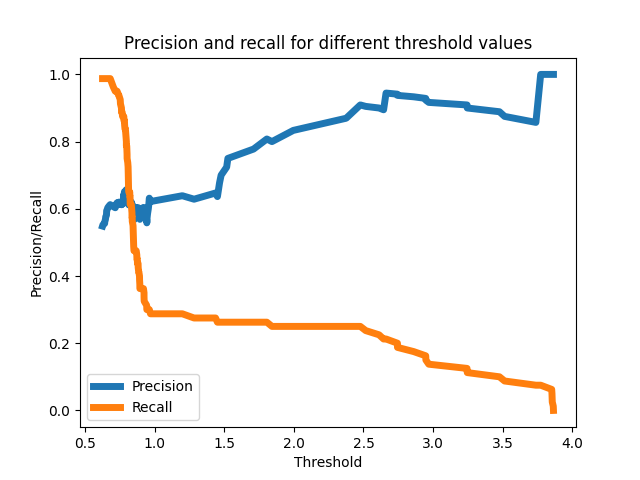 Precision and recall for different threshold values
Precision/Recall
1.0
0.8
0.6
0.4
0.2
0.0
Precision
Recall
0.5 1.0 1.5 2.0 2.5 3.0 3.5 4.0
Threshold